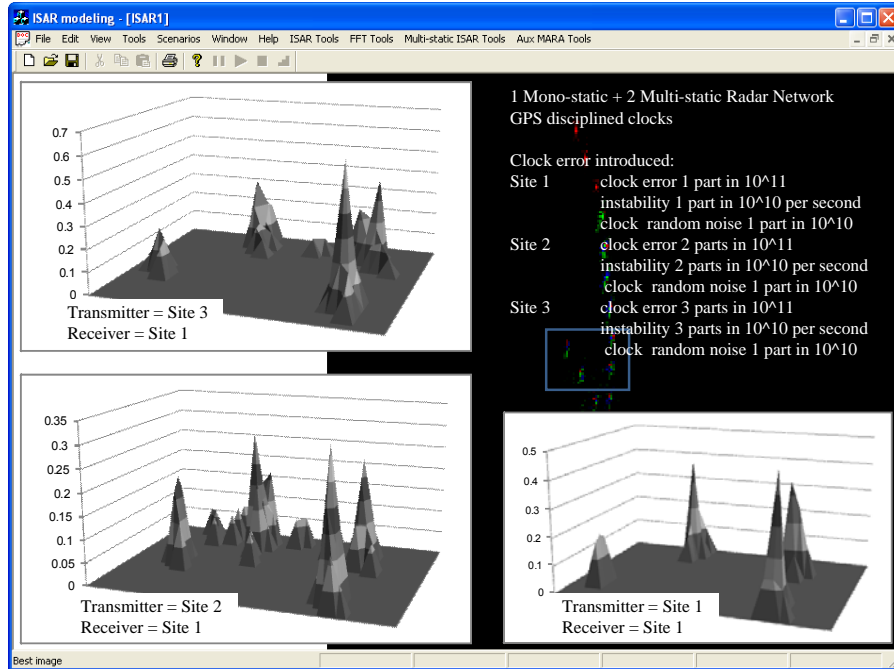 ISAR modeling - [ISAR1]
File Edit View Tools Scenarios Window Help ISAR Tools FFT Tools Multi-static ISAR Tools Aux MARA Tools
0.7
0.6
0.5
0.4
0.3
0.2
0.1
0
Transmitter = Site 3
Receiver = Site 1
1 Mono-static + 2 Multi-static Radar Network
GPS disciplined clocks
Clock error introduced:
Site 1 clock error 1 part in 10^11
instability 1 part in 10^10 per second
clock random noise 1 part in 10^10
Site 2 clock error 2 parts in 10^11
instability 2 parts in 10^10 per second
clock random noise 1 part in 10^10
Site 3 clock error 3 parts in 10^11
instability 3 parts in 10^10 per second
clock random noise 1 part in 10^10
0.35
0.3
0.25
0.2
0.15
0.1
0.05
0
Transmitter = Site 2
Receiver = Site 1
0.5
0.4
0.3
0.2
0.1
0
Transmitter = Site 1
Receiver = Site 1
Best image